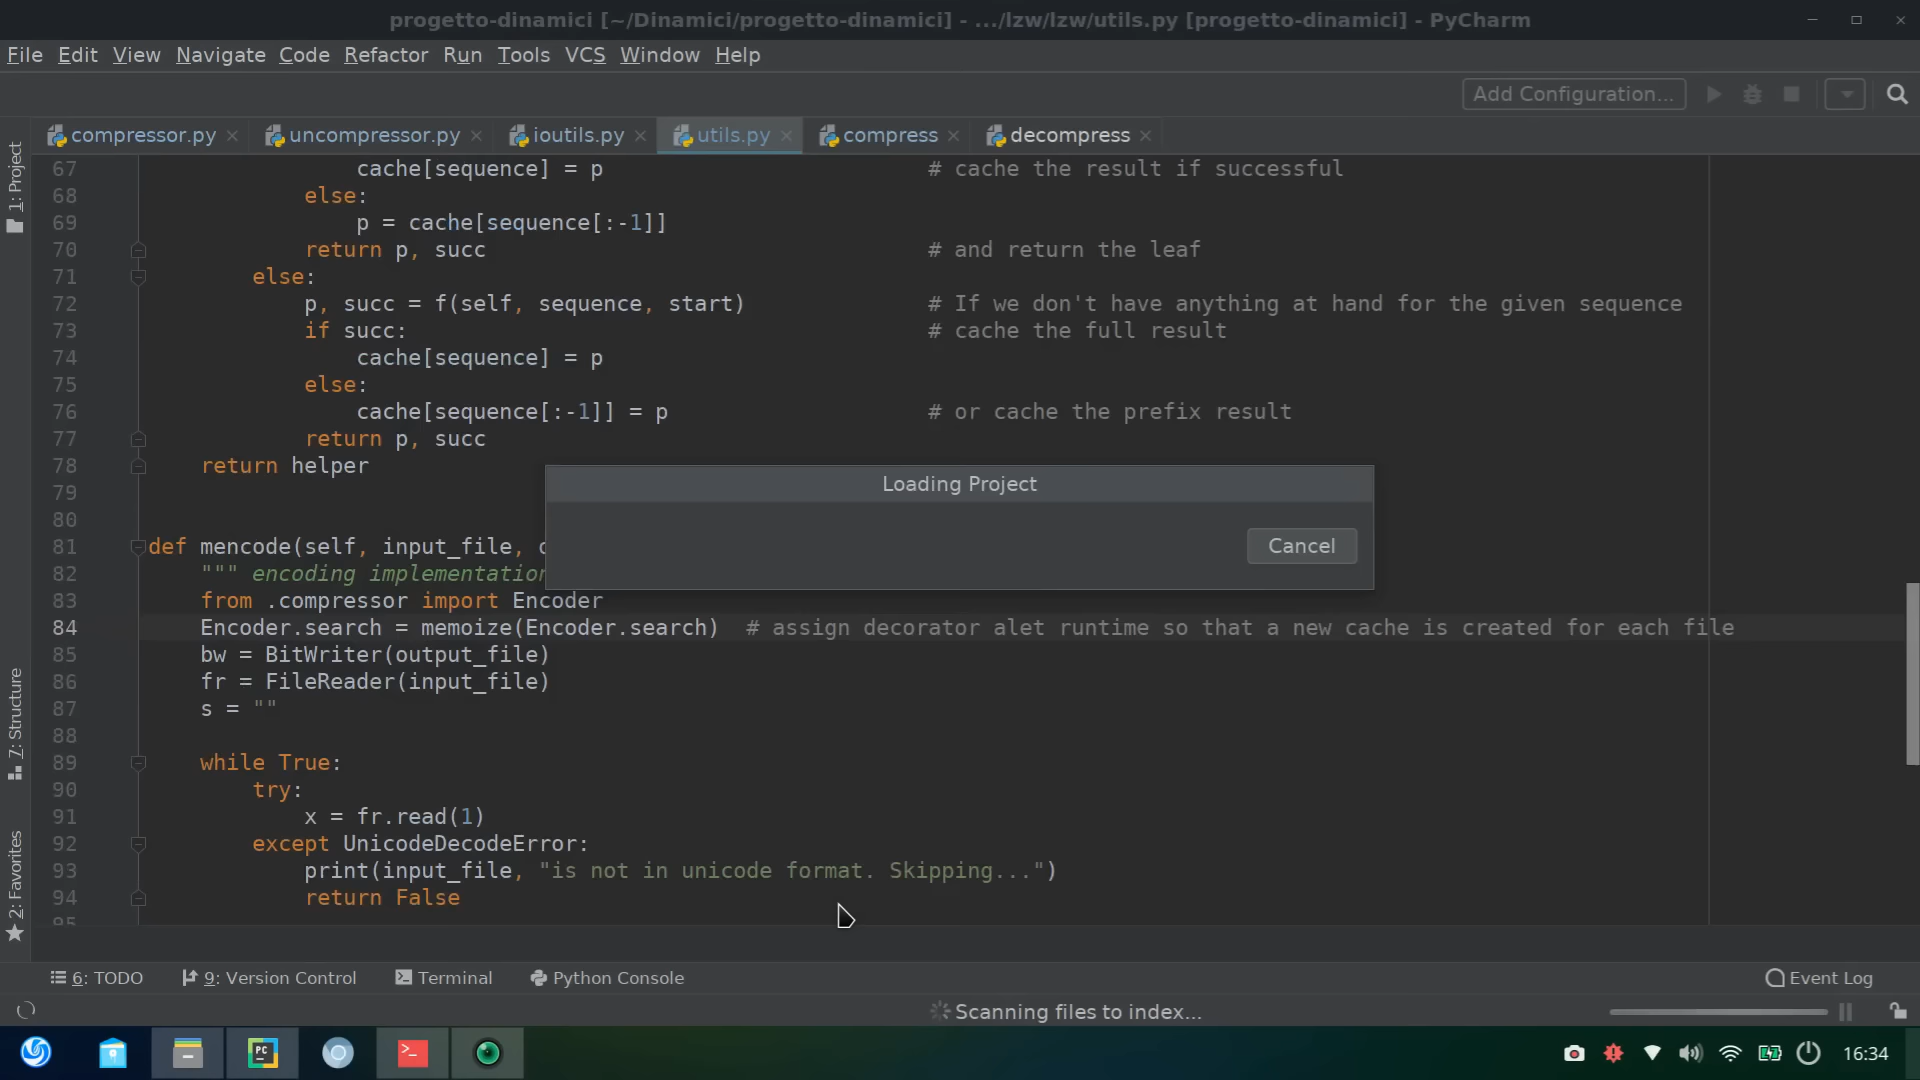 progetto-dinamici [~/Dinamici/progetto-dinamici] - .../lzw/lzw/utils.py [progetto-dinamici] - PyCharm
File Edit View Navigate Code Refactor Run Tools VCS Window Help
Add Configuration...
compressor.py uncompressor.py ioutils.py utils.py compress decompress
1: Project
7: Structure
2: Favorites
67 cache[sequence] = p # cache the result if successful
68 else:
69 p = cache[sequence[:-1]]
70 return p, succ # and return the leaf
71 else:
72 p, succ = f(self, sequence, start) # If we don't have anything at hand for the given sequence
73 if succ: # cache the full result
74 cache[sequence] = p
75 else:
76 cache[sequence[:-1]] = p # or cache the prefix result
77 return p, succ
78 return helper
79
80
Loading Project
Cancel
81 def mencode(self, input_file,
82 """ encoding implementation
83 from .compressor import Encoder
84 Encoder.search = memoize(Encoder.search) # assign decorator alet runtime so that a new cache is created for each file
85 bw = BitWriter(output_file)
86 fr = FileReader(input_file)
87 s = ""
88
89 while True:
90 try:
91 x = fr.read(1)
92 except UnicodeDecodeError:
93 print(input_file, "is not in unicode format. Skipping...")
94 return False
95
6: TODO 9: Version Control Terminal Python Console Event Log
Scanning files to index...
PC
16:34